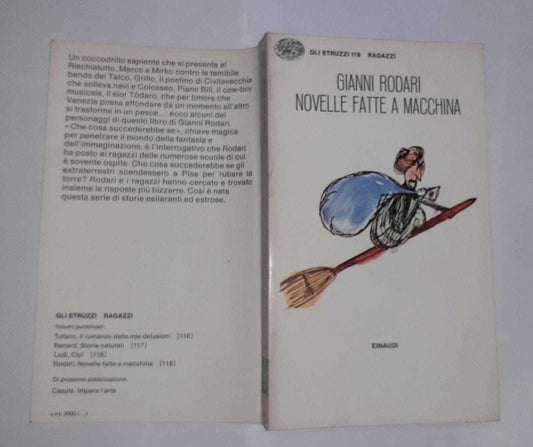 Un coccodrillo sapiente che si presenta al
Rischiatutto, Marco e Mirko contro la temibile
banda del Talco, Grillo, il postino di Civitavecchia
che solleva navi e Colosseo, Piano Bill, il cow-boy
musicale, il sior Tòdaro, che per timore che
Venezia possa affondare da un momento all'altro
si trasforma in un pesce...: ecco alcuni dei
personaggi di questo libro di Gianni Rodari.
«Che cosa succederebbe se», chiave magica
per penetrare il mondo della fantasia e
dell'immaginazione, è l'interrogativo che Rodari
ha posto ai ragazzi delle numerose scuole di cui
è sovente ospite. Che cosa succederebbe se gli
extraterrestri scendessero a Pisa per rubare la
torre? Rodari e i ragazzi hanno cercato e trovato
insieme le risposte più bizzarre. Così è nata
questa serie di storie esilaranti ed estrose.
GLI STRUZZI RAGAZZI
Volumi pubblicati:
Tofano, Il romanzo delle mie delusioni [116]
Renard, Storie naturali [117]
Lodi, Cipí [118]
Rodari, Novelle fatte a macchina [119]
Di prossima pubblicazione:
Casula, Impara l'arte
Lire 2000 (...)
GLI STRUZZI 119 RAGAZZI
GIANNI RODARI
NOVELLE FATTE A MACCHINA
EINAUDI